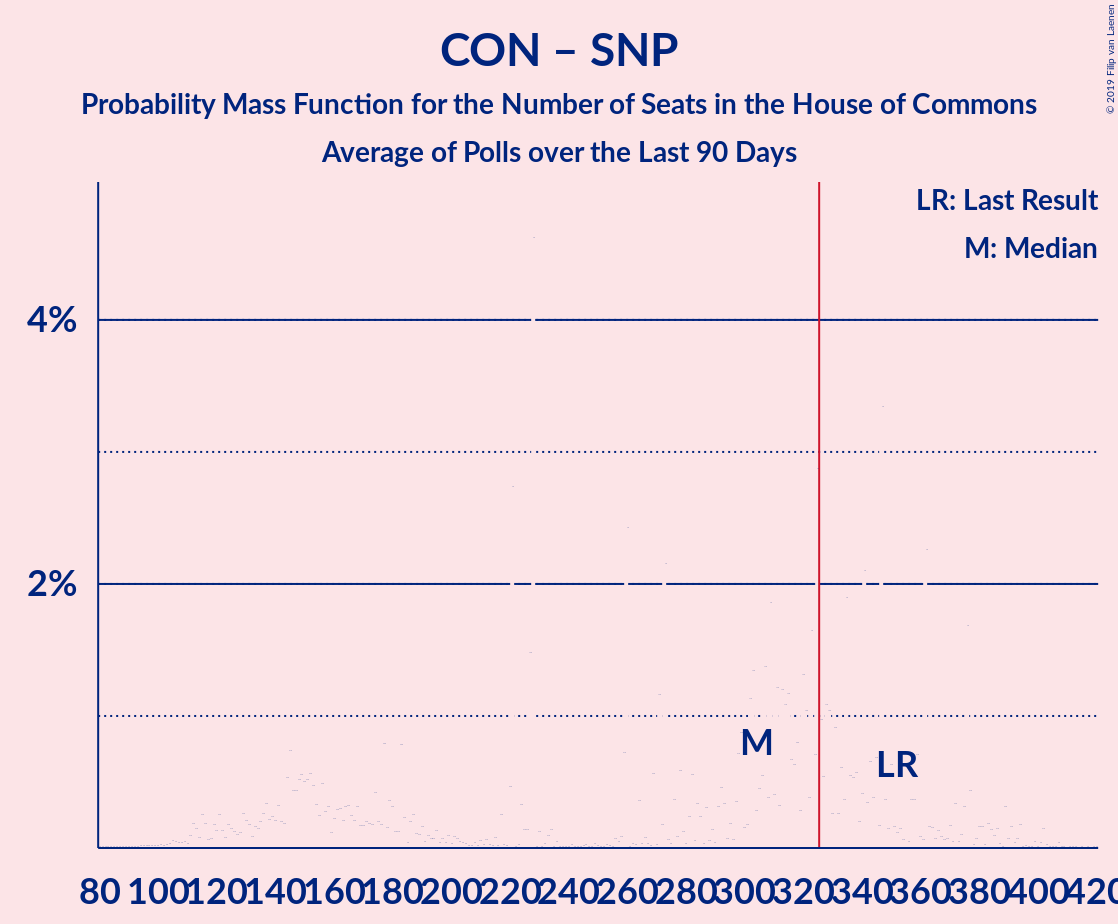 CON – SNP
Probability Mass Function for the Number of Seats in the House of Commons
Average of Polls over the Last 90 Days
© 2019 Filip van Laenen
LR: Last Result
M: Median
4%
2%
M
LR
80 100 120 140 160 180 200 220 240 260 280 300 320 340 360 380 400 420